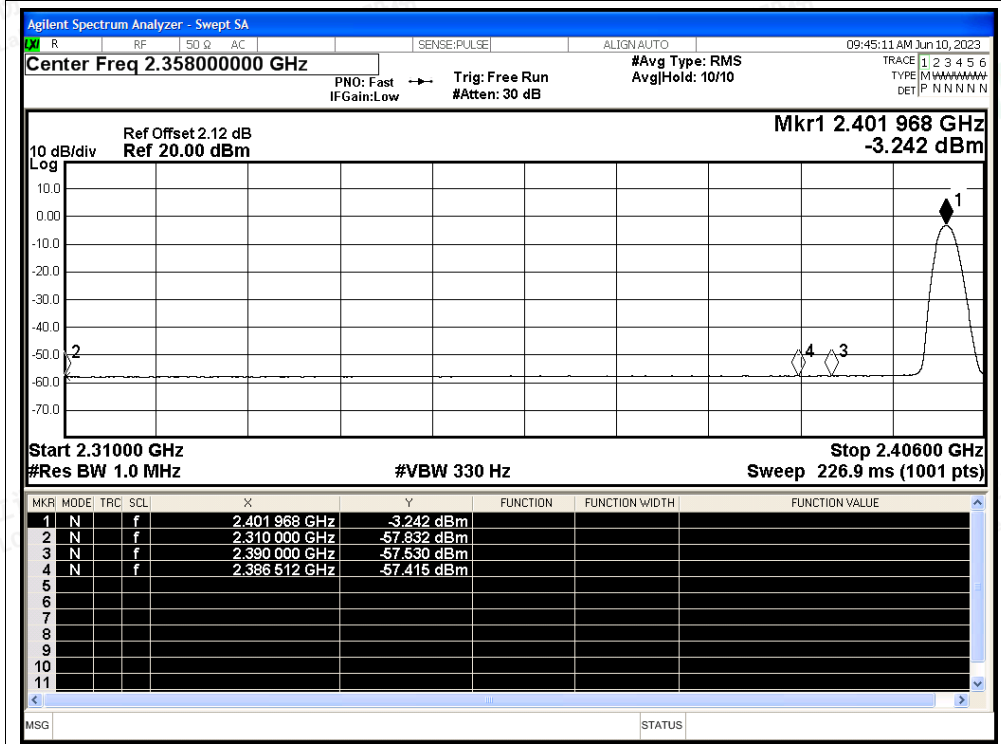 Agilent Spectrum Analyzer - Swept SA
LXI R RF 50 Ω AC SENSE:PULSE ALIGN AUTO 09:45:11 AM Jun 10, 2023
Center Freq 2.358000000 GHz
PNO: Fast
IFGain:Low
Trig: Free Run
#Atten: 30 dB
#Avg Type: RMS
Avg|Hold: 10/10
TRACE 1 2 3 4 5 6
TYPE M W W W W W
DET P N N N N N
Ref Offset 2.12 dB
10 dB/div Ref 20.00 dBm
Log
Mkr1 2.401 968 GHz
-3.242 dBm
10.0
0.00
-10.0
-20.0
-30.0
-40.0
-50.0
-60.0
-70.0
1
2
4 3
Start 2.31000 GHz Stop 2.40600 GHz
#Res BW 1.0 MHz #VBW 330 Hz Sweep 226.9 ms (1001 pts)
MKR MODE TRC SCL X Y FUNCTION FUNCTION WIDTH FUNCTION VALUE
1 N f 2.401 968 GHz -3.242 dBm
2 N f 2.310 000 GHz -57.832 dBm
3 N f 2.390 000 GHz -57.530 dBm
4 N f 2.386 512 GHz -57.415 dBm
5
6
7
8
9
10
11
MSG STATUS